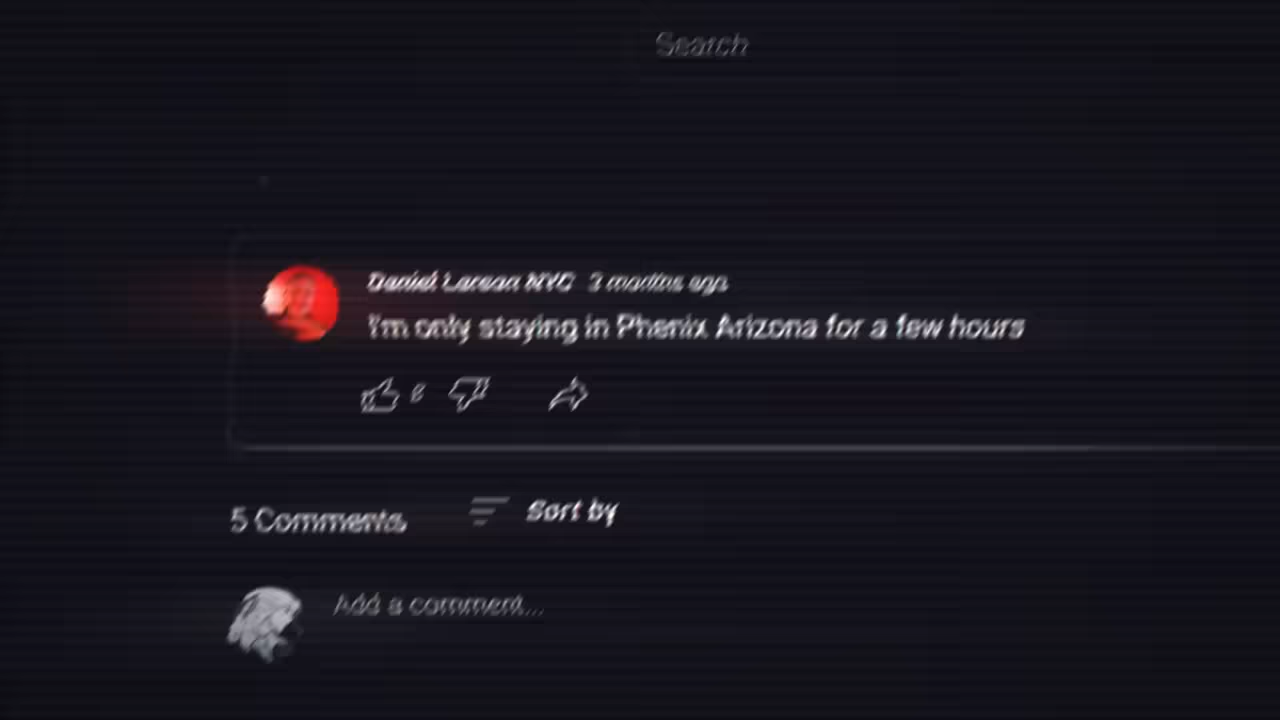 Search
Daniel Larson NYC 3 months ago
I'm only staying in Phenix Arizona for a few hours
5 Comments
Sort by
Add a comment...